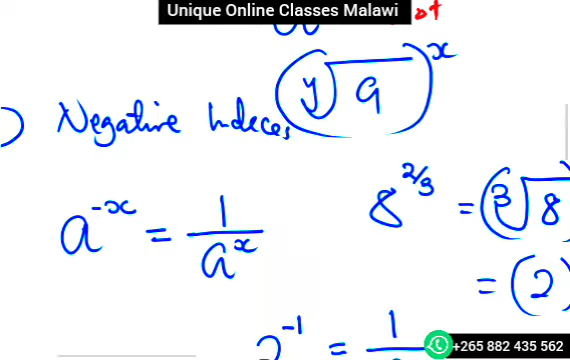 Unique Online Classes Malawi
(y√a)^x
) Negative Indices
a^-x = 1/a^x
8^2/3 = (3√8)
= (2)
2^-1 = 1/
+265 882 435 562